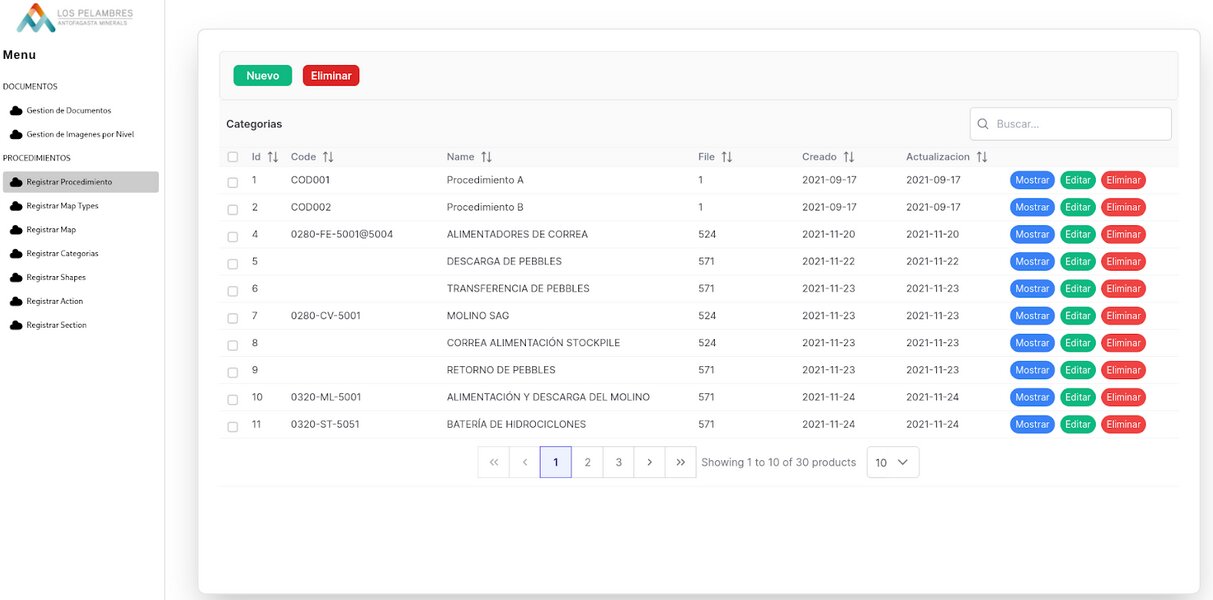 LOS PELAMBRES
ANTOFAGASTA MINERALS
Menu
DOCUMENTOS
Gestion de Documentos
Gestion de Imagenes por Nivel
PROCEDIMIENTOS
Registrar Procedimiento
Registrar Map Types
Registrar Map
Registrar Categorias
Registrar Shapes
Registrar Action
Registrar Section
Nuevo Eliminar
Categorias Buscar...
Id Code Name File Creado Actualizacion
1 COD001 Procedimiento A 1 2021-09-17 2021-09-17 Mostrar Editar Eliminar
2 COD002 Procedimiento B 1 2021-09-17 2021-09-17 Mostrar Editar Eliminar
4 0280-FE-5001@5004 ALIMENTADORES DE CORREA 524 2021-11-20 2021-11-20 Mostrar Editar Eliminar
5 DESCARGA DE PEBBLES 571 2021-11-22 2021-11-22 Mostrar Editar Eliminar
6 TRANSFERENCIA DE PEBBLES 571 2021-11-23 2021-11-23 Mostrar Editar Eliminar
7 0280-CV-5001 MOLINO SAG 524 2021-11-23 2021-11-23 Mostrar Editar Eliminar
8 CORREA ALIMENTACIÓN STOCKPILE 524 2021-11-23 2021-11-23 Mostrar Editar Eliminar
9 RETORNO DE PEBBLES 571 2021-11-23 2021-11-23 Mostrar Editar Eliminar
10 0320-ML-5001 ALIMENTACIÓN Y DESCARGA DEL MOLINO 571 2021-11-24 2021-11-24 Mostrar Editar Eliminar
11 0320-ST-5051 BATERÍA DE HIDROCICLONES 571 2021-11-24 2021-11-24 Mostrar Editar Eliminar
« ‹ 1 2 3 › » Showing 1 to 10 of 30 products 10